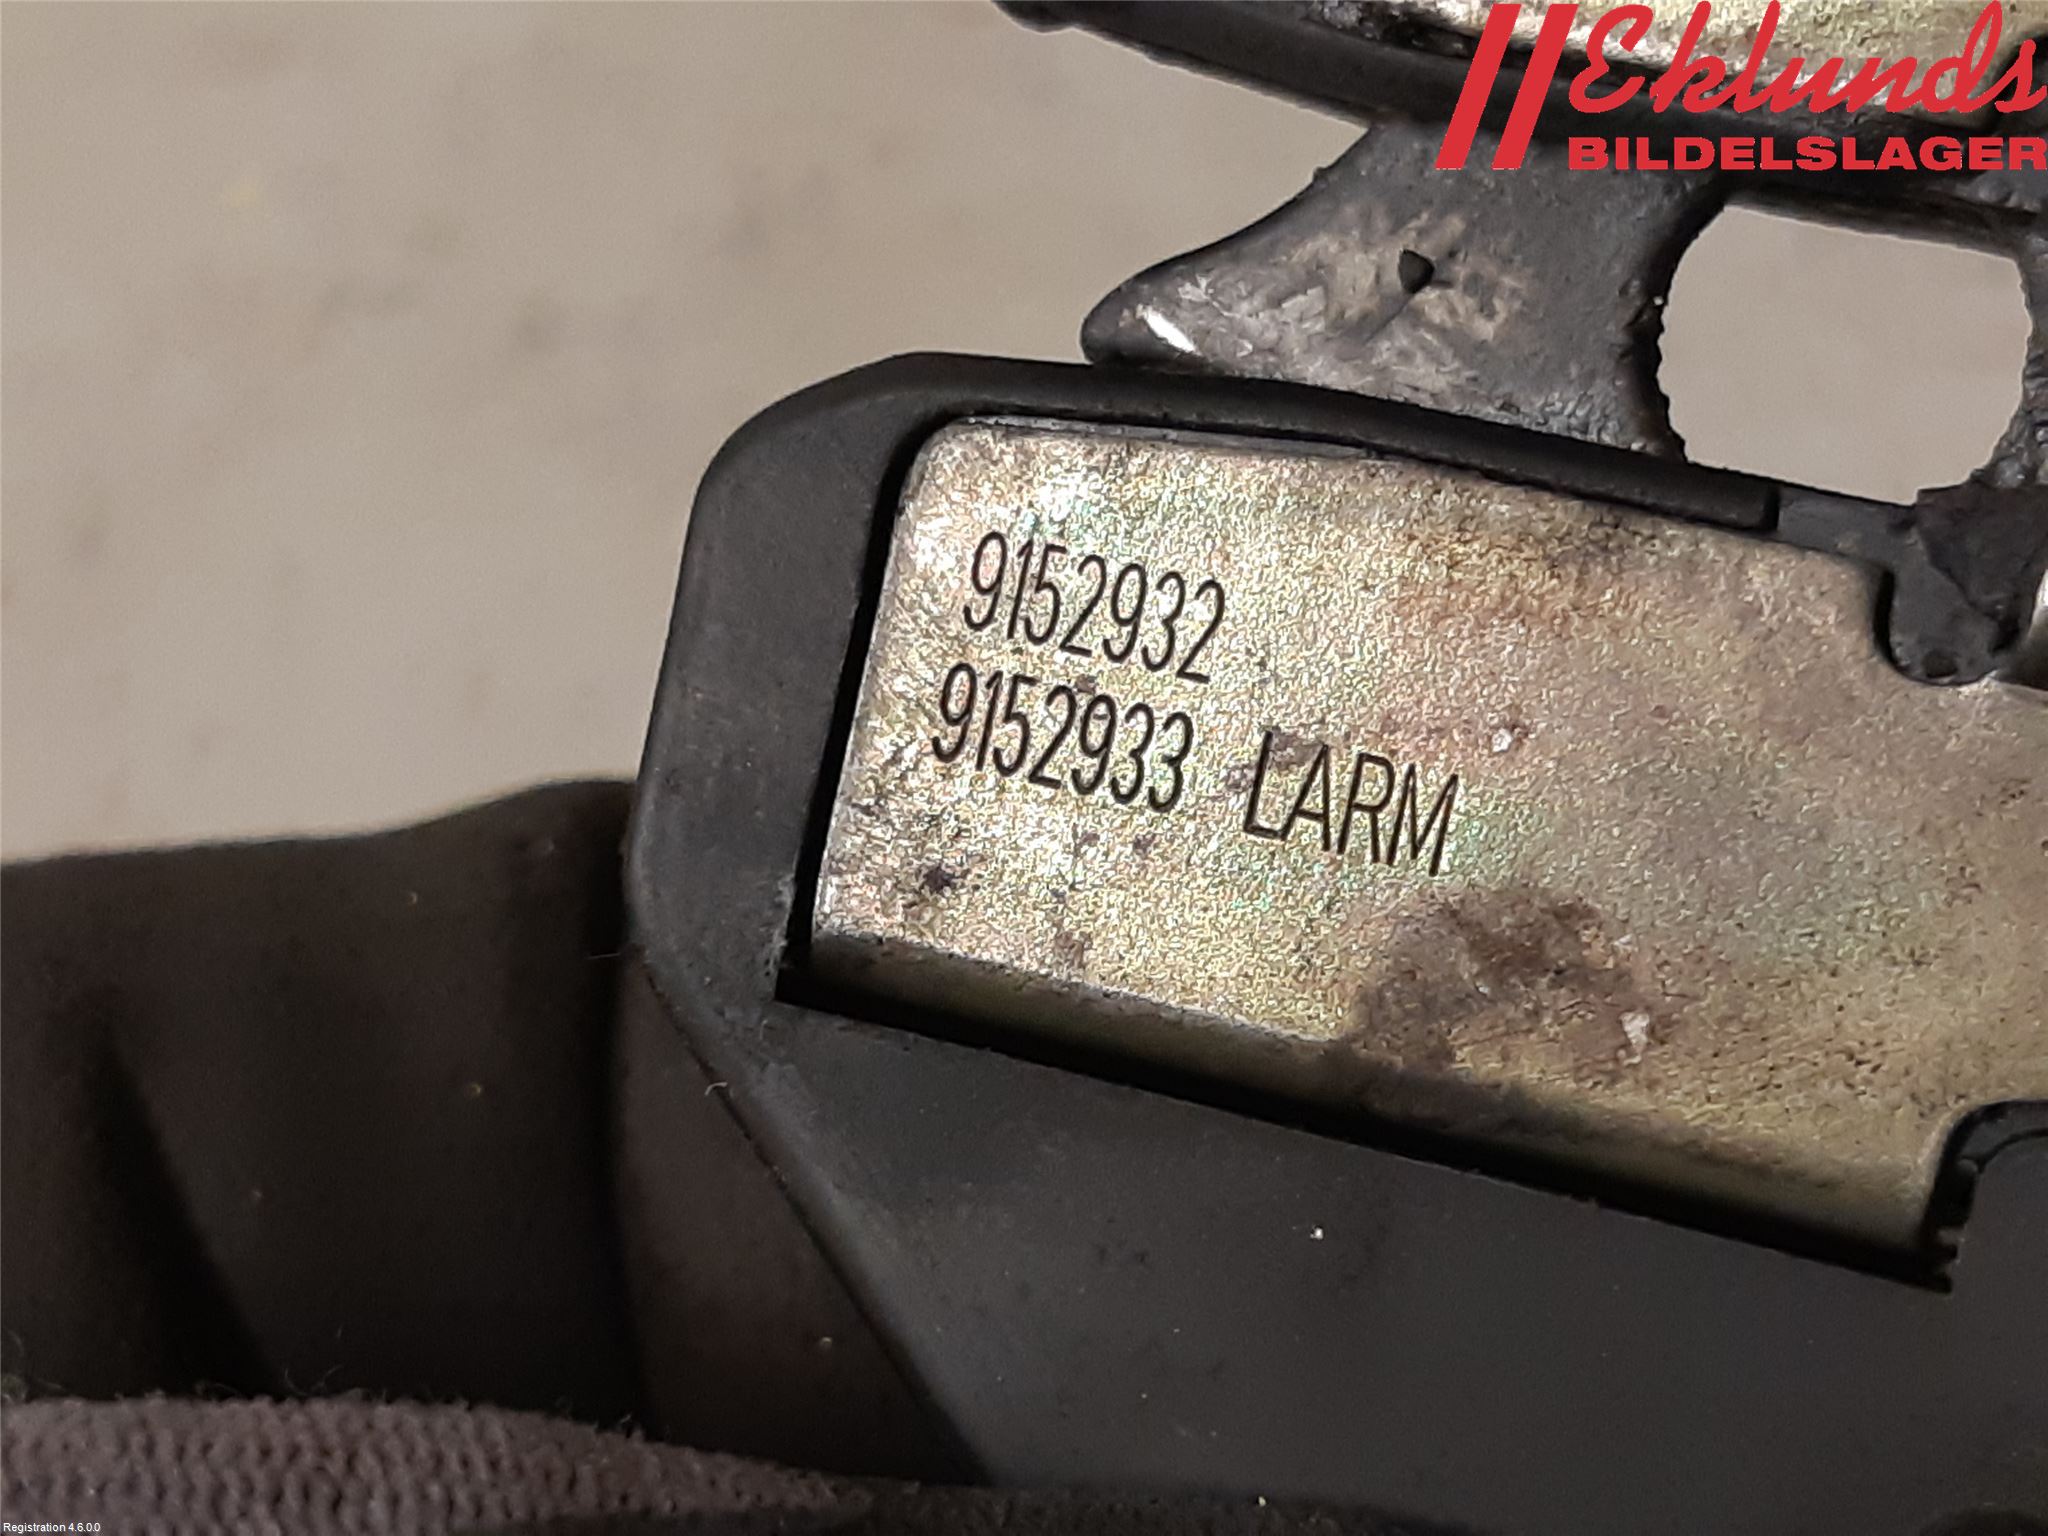 Eklunds
BILDELSLAGER
9152932
9152933 LARM
Registration 4.6.0.0